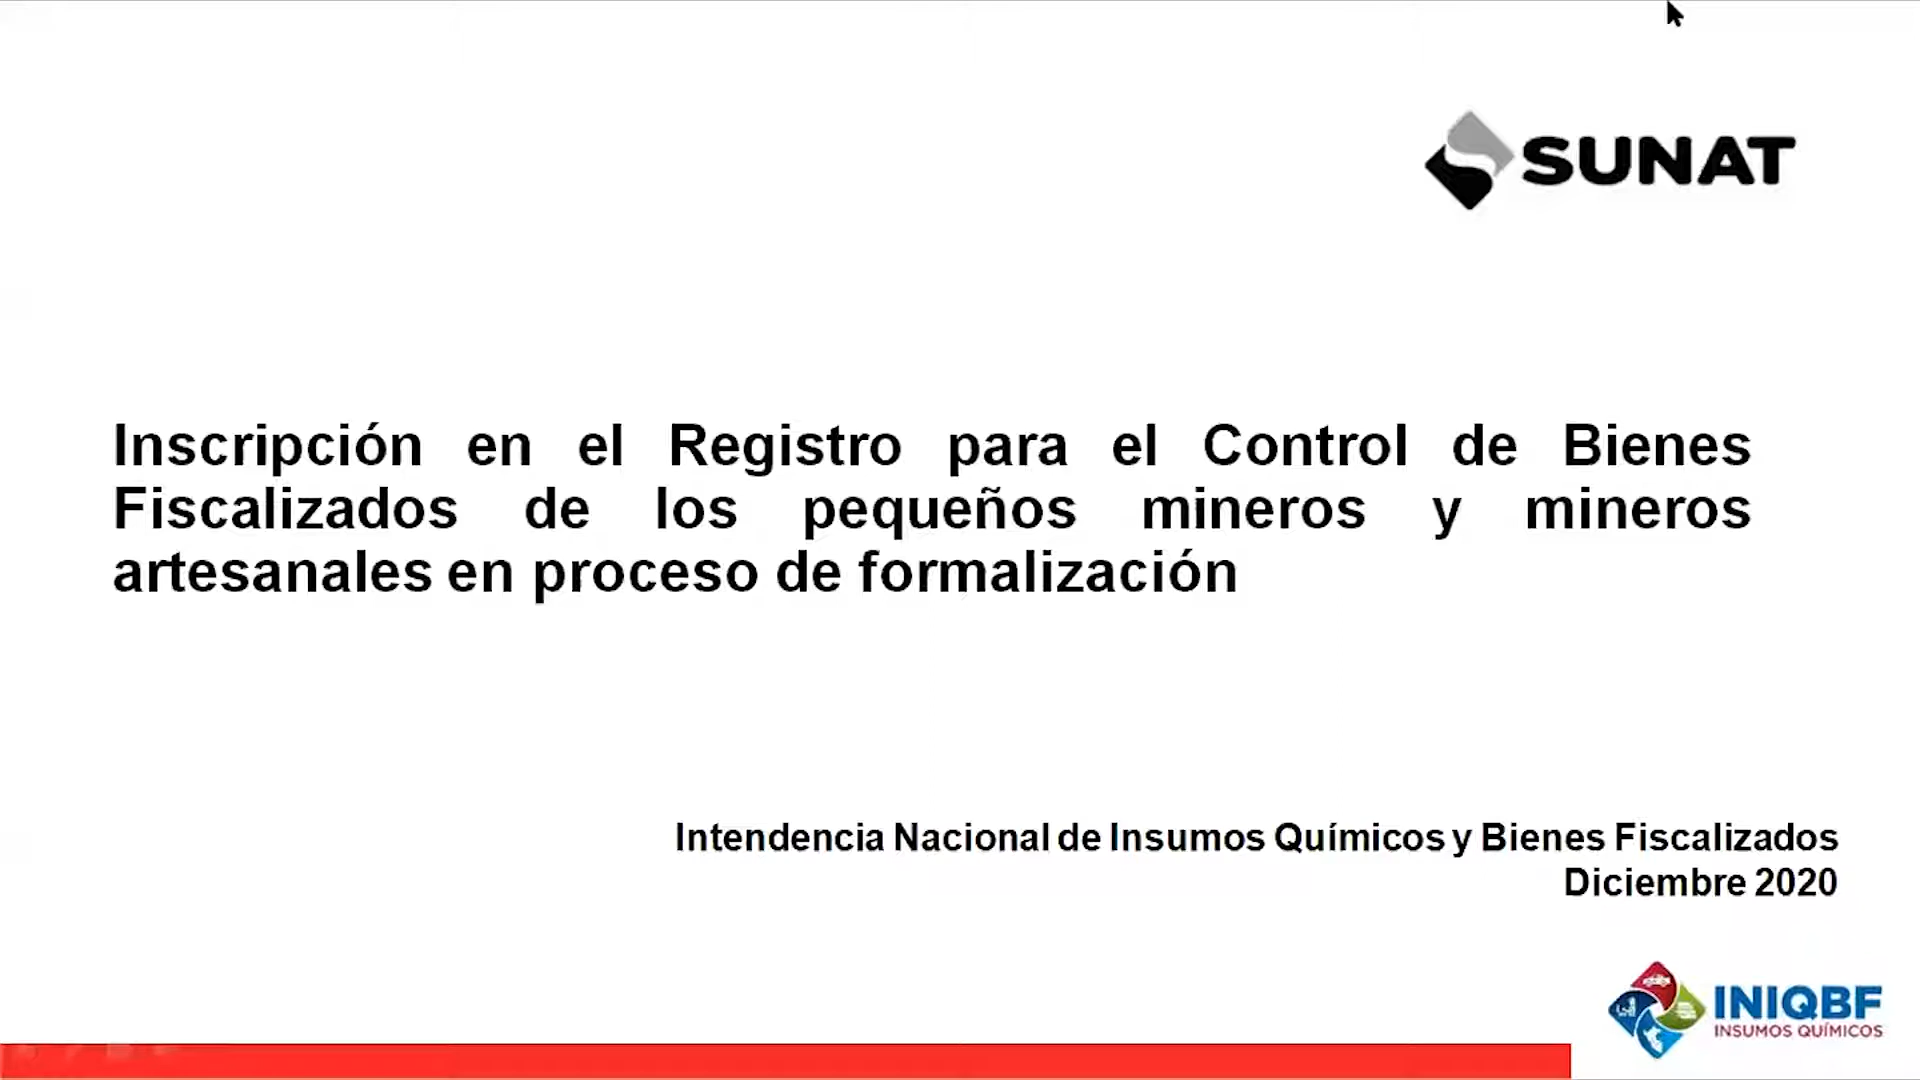 SUNAT
Inscripción en el Registro para el Control de Bienes
Fiscalizados de los pequeños mineros y mineros
artesanales en proceso de formalización
Intendencia Nacional de Insumos Químicos y Bienes Fiscalizados
Diciembre 2020
INIQBF
INSUMOS QUÍMICOS